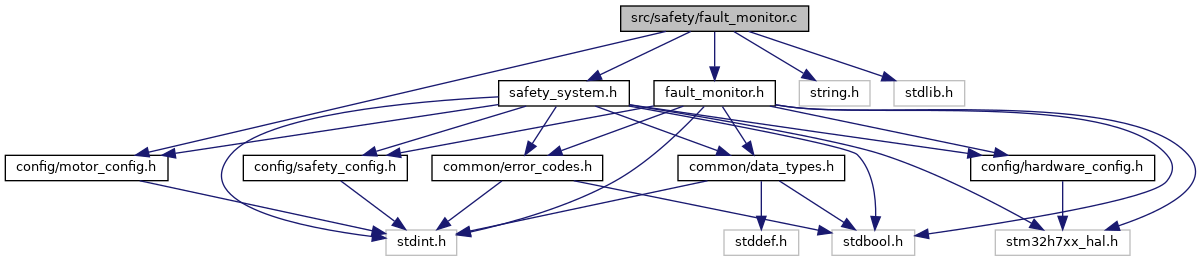 src/safety/fault_monitor.c
safety_system.h
fault_monitor.h
string.h
stdlib.h
config/motor_config.h
config/safety_config.h
common/error_codes.h
common/data_types.h
config/hardware_config.h
stdint.h
stddef.h
stdbool.h
stm32h7xx_hal.h